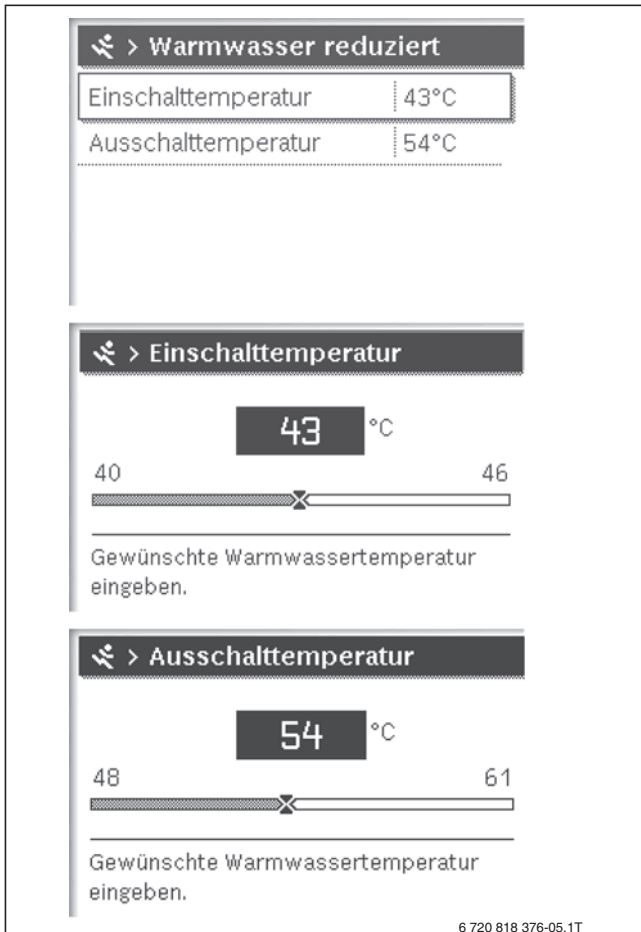 > Warmwasser reduziert
Einschalttemperatur 43°C
Ausschalttemperatur 54°C
> Einschalttemperatur
43 °C
40 46
Gewünschte Warmwassertemperatur
eingeben.
> Ausschalttemperatur
54 °C
48 61
Gewünschte Warmwassertemperatur
eingeben.
6 720 818 376-05.1T